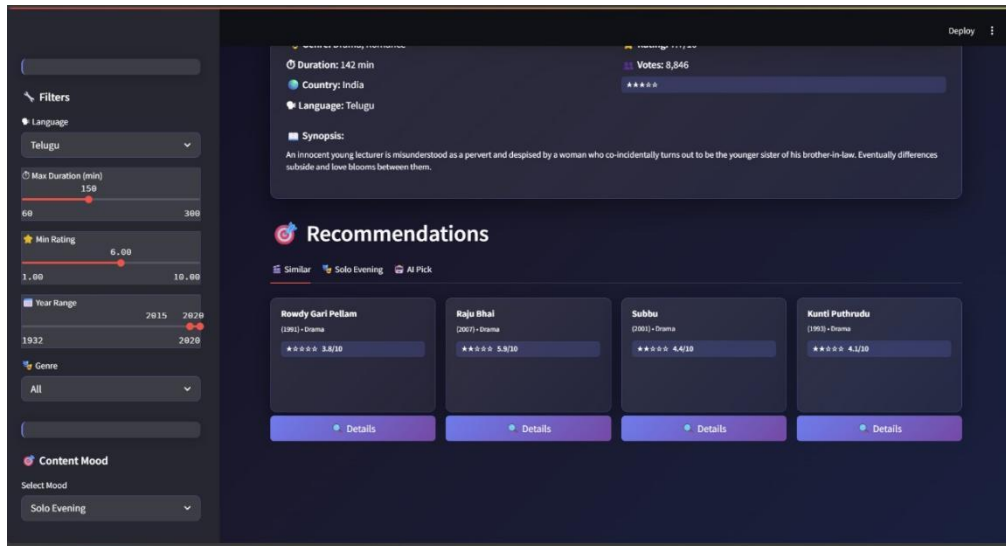 Deploy
Filters
Language
Telugu
Max Duration (min)
150
60 300
Min Rating
6.00
1.00 10.00
Year Range
2015 2020
1932 2020
Genre
All
Content Mood
Select Mood
Solo Evening
Duration: 142 min
Votes: 8,846
Country: India
★★☆☆☆
Language: Telugu
Synopsis:
An innocent young lecturer is misunderstood as a pervert and despised by a woman who co-incidentally turns out to be the younger sister of his brother-in-law. Eventually differences
subside and love blooms between them.
Recommendations
Similar Solo Evening AI Pick
Rowdy Gari Pellam
(1991) • Drama
★☆☆☆☆ 3.8/10
Details
Raju Bhai
(2007) • Drama
★★☆☆☆ 5.9/10
Details
Subbu
(2001) • Drama
★★☆☆☆ 4.4/10
Details
Kunti Puthrudu
(1993) • Drama
★★☆☆☆ 4.1/10
Details